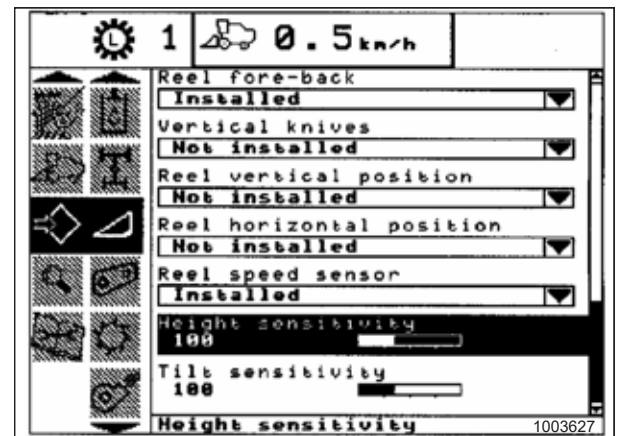 L 1 0.5km/h
Reel fore-back
Installed
Vertical knives
Not installed
Reel vertical position
Not installed
Reel horizontal position
Not installed
Reel speed sensor
Installed
Height sensitivity
100
Tilt sensitivity
100
Height sensitivity
1003627